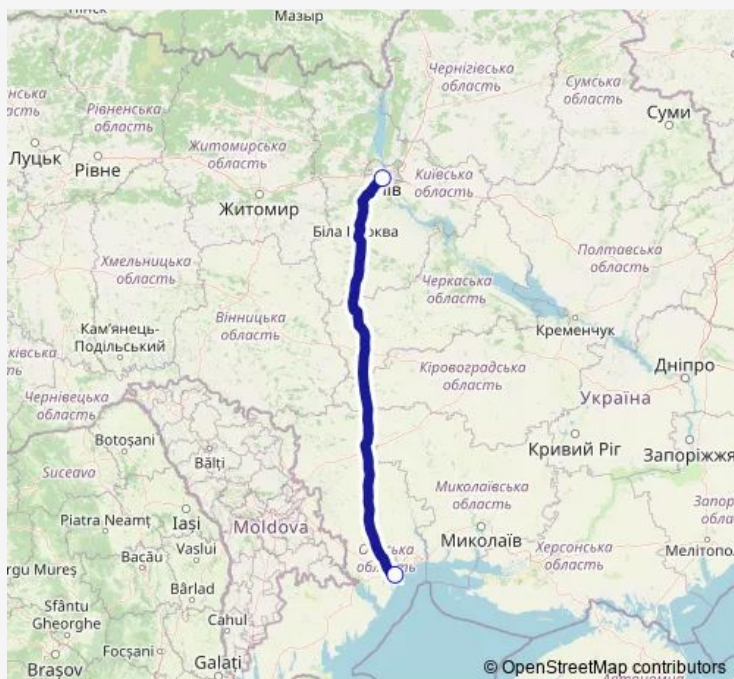 Мазыр
Чернігівська
область
Сумська
область
Суми
Рівненська
область
Житомирська
область
Луцьк
Рівне
Київська
область
Житомир
Біла
Хмельницька
область
Вінницька
область
Черкаська
область
Полтавська
область
Кам'янець-
Подільський
Кременчук
Кіровоградська
область
Дніпро
Україна
Чернівецька
область
Botoșani
Bălți
Кривий Ріг
Запоріжжя
Suceava
Миколаївська
область
Piatra Neamț
Iași
Moldova
Миколаїв
Херсонська
область
Bacău
Vaslui
Bârlad
Sfântu
Gheorghe
Cahul
Focșani
Brașov
Galați
© OpenStreetMap contributors